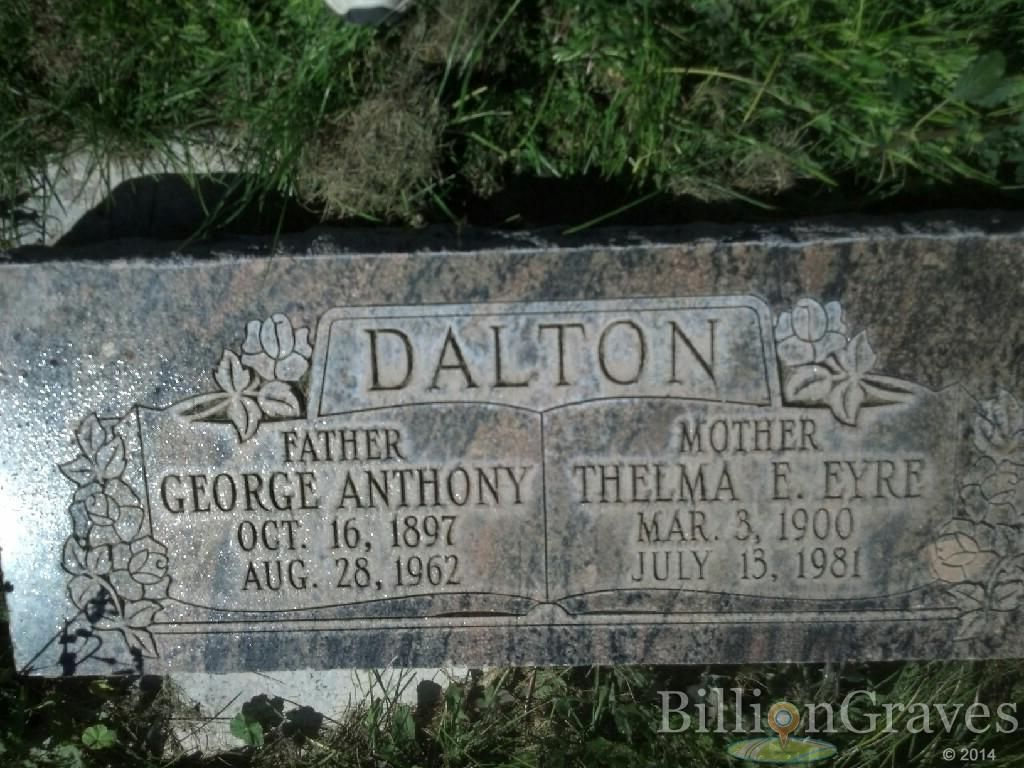 DALTON
FATHER
GEORGE ANTHONY
OCT. 16, 1897
AUG. 28, 1962
MOTHER
THELMA E. EYRE
MAR. 3, 1900
JULY 13, 1981
BillionGraves
© 2014